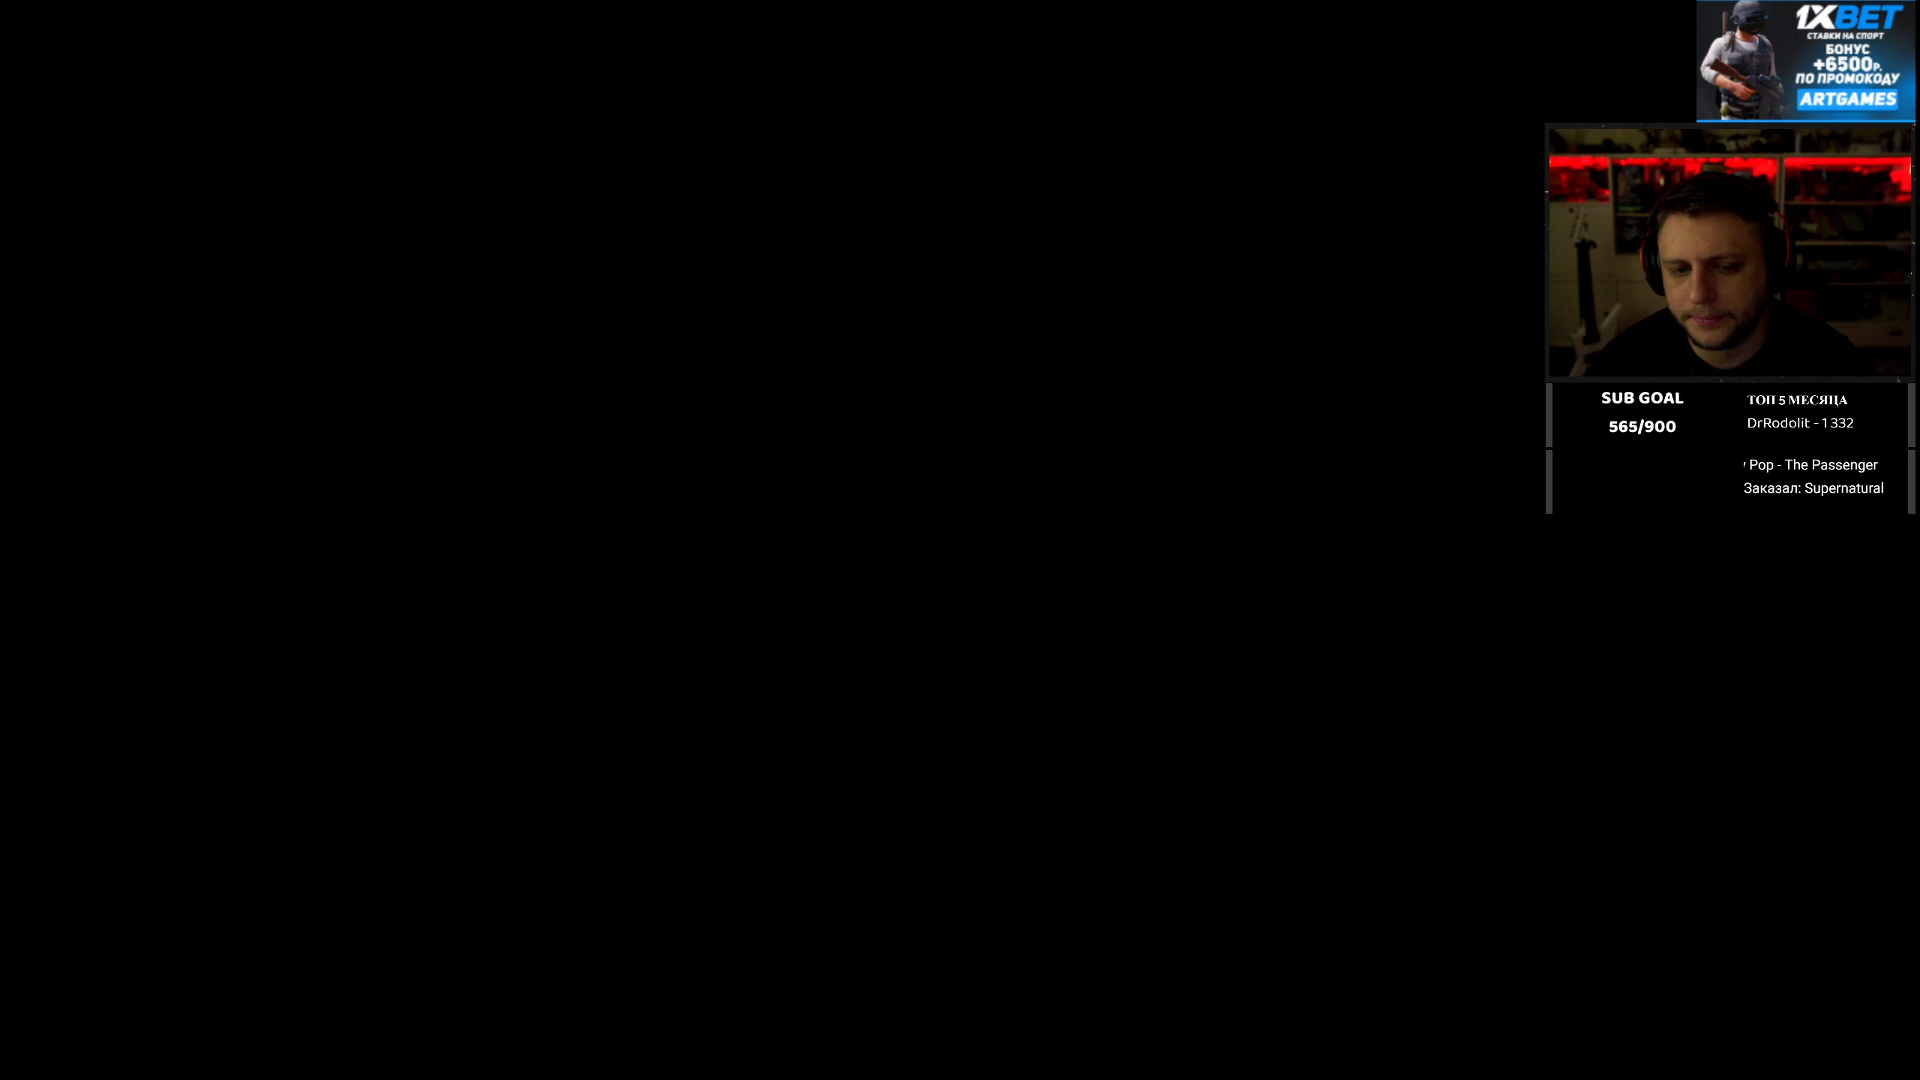 1XBET
СТАВКИ НА СПОРТ
БОНУС
+6500Р.
ПО ПРОМОКОДУ
ARTGAMES
SUB GOAL
565/900
ТОП 5 МЕСЯЦА
DrRodolit - 1 332
Pop - The Passenger
Заказал: Supernatural